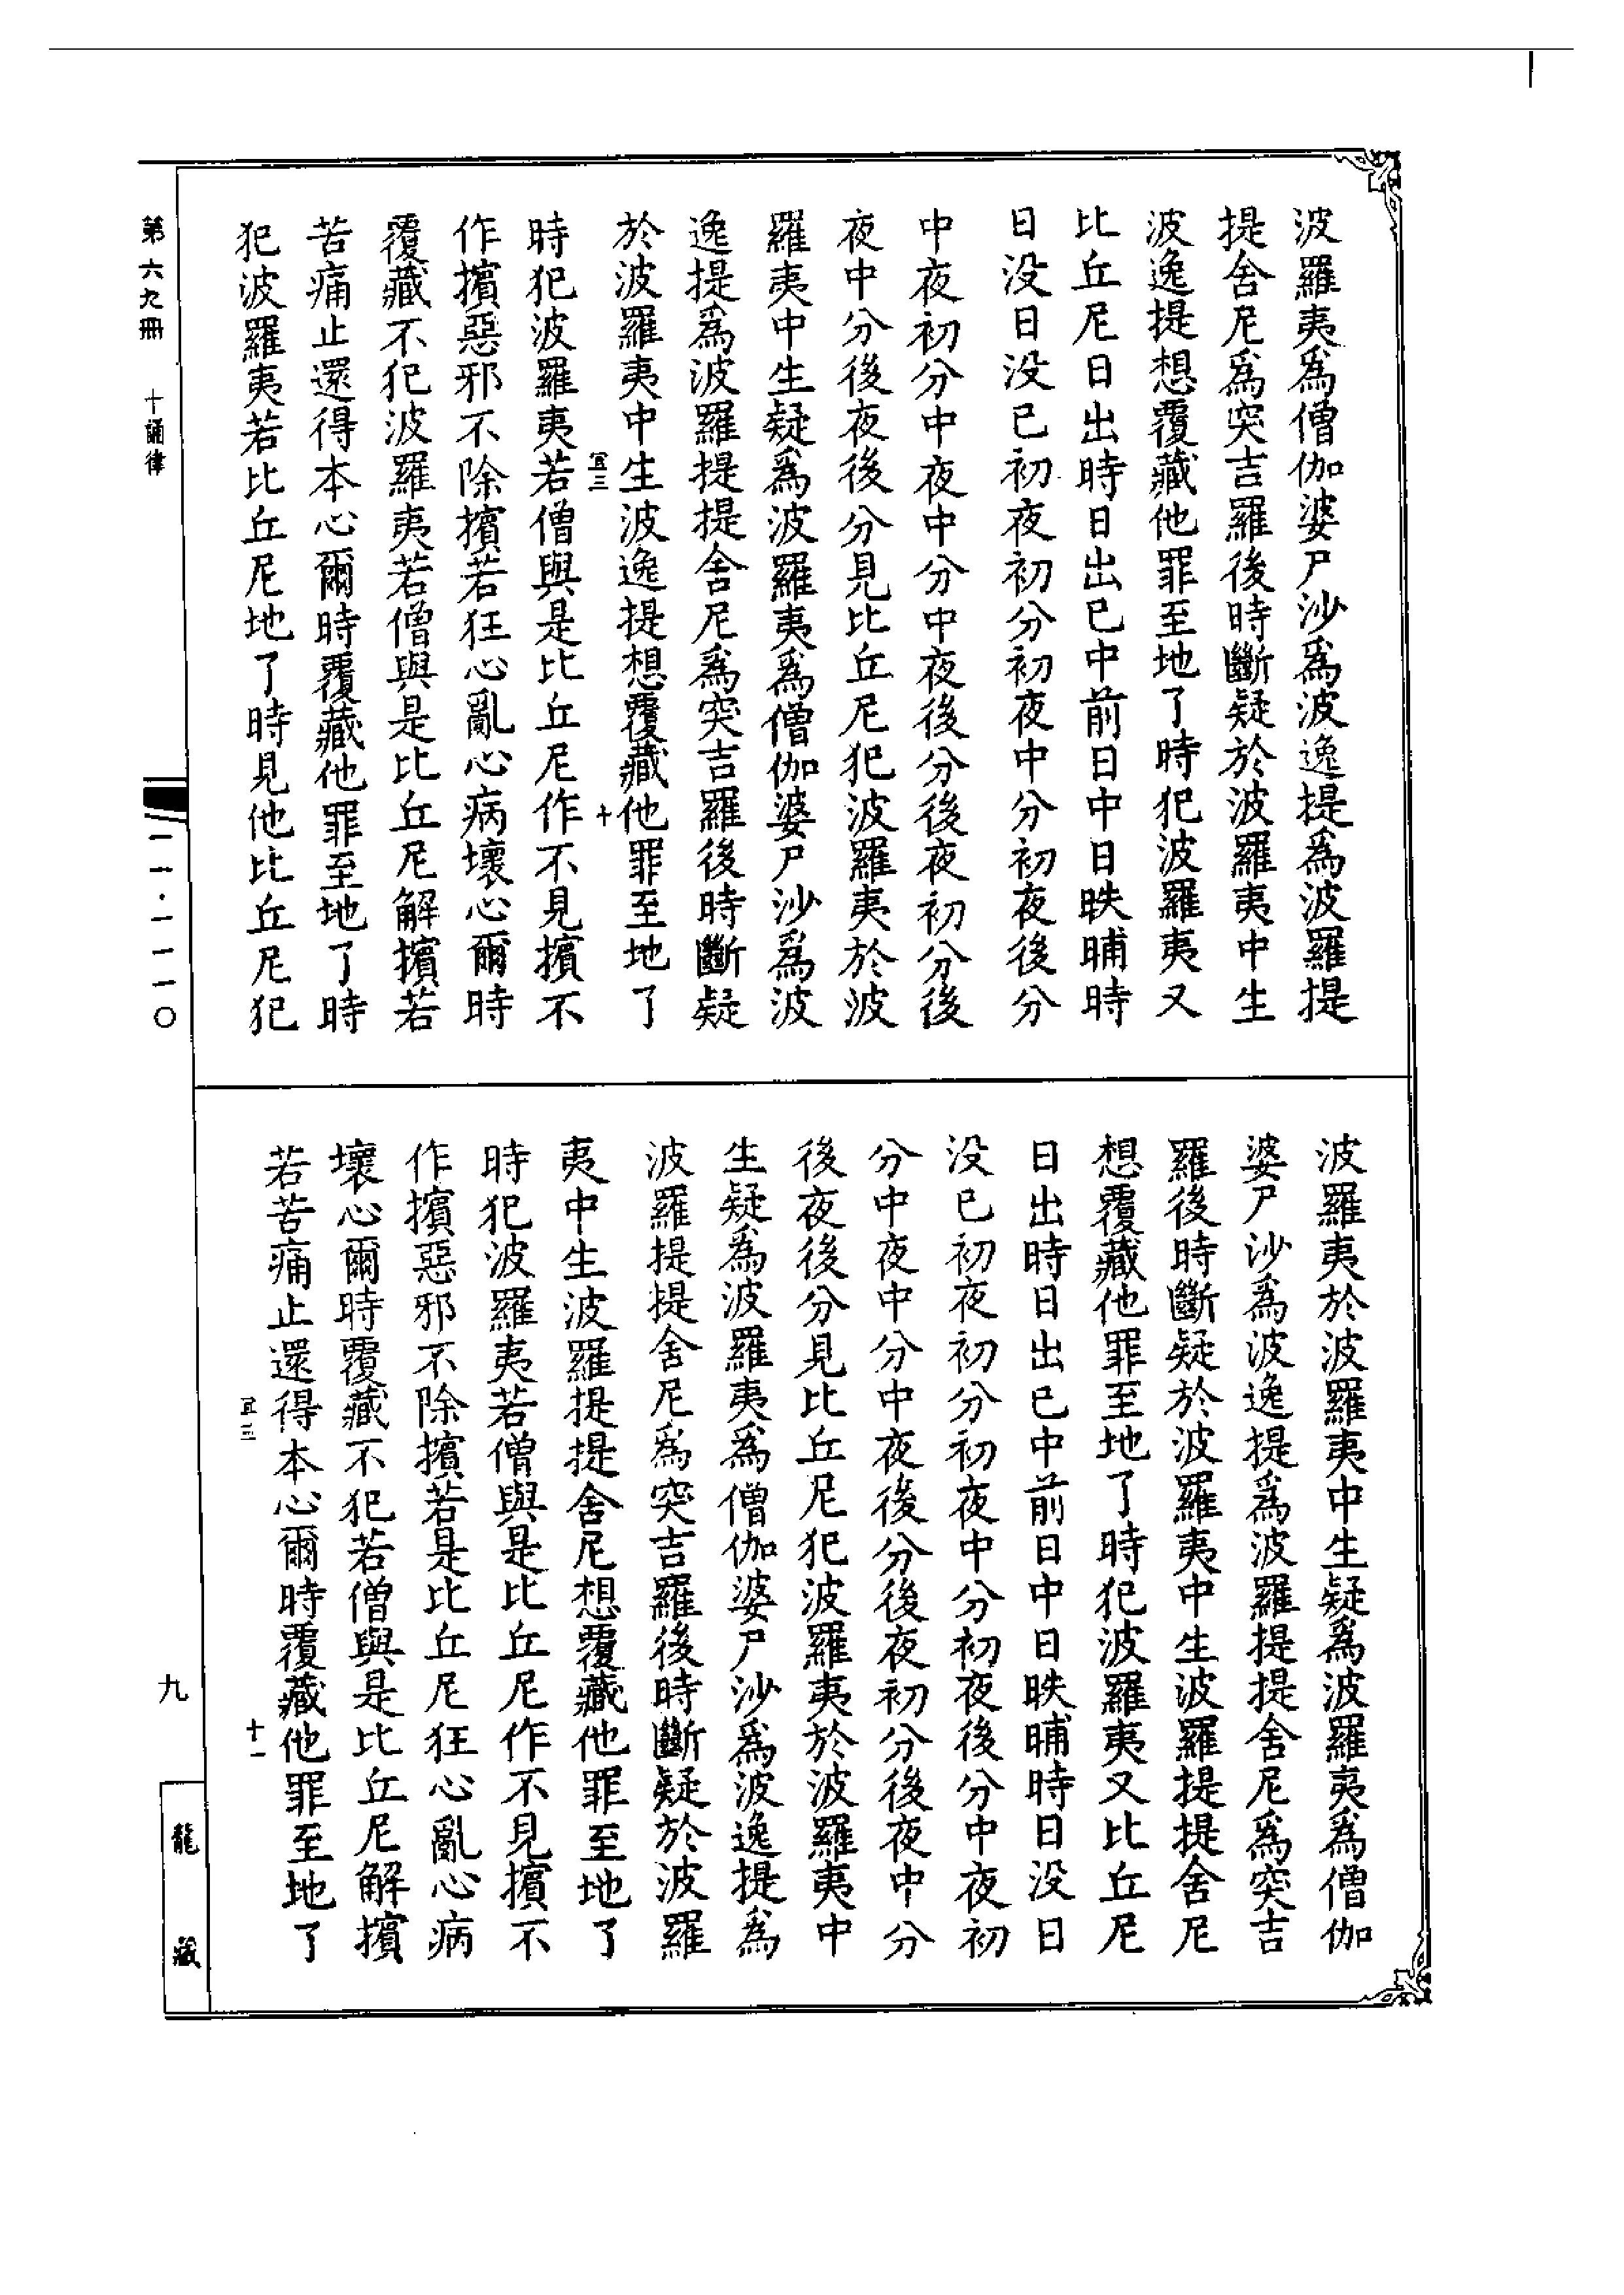 波羅夷爲僧伽婆尸沙爲波逸提爲波羅提
提舍尼爲突吉羅後時斷疑於波羅夷中生
波逸提想覆藏他罪至地了時犯波羅夷又
比丘尼日出時日出已中前日中日昳晡時
日没日没已初夜初分初夜中分初夜後分
中夜初分中夜中分中夜後分後夜初分後
夜中分後夜後分見比丘尼犯波羅夷於波
羅夷中生疑爲波羅夷爲僧伽婆尸沙爲波
逸提爲波羅提提舍尼爲突吉羅後時斷疑
於波羅夷中生波逸提想覆藏他罪至地了
宜三
十
時犯波羅夷若僧與是比丘尼作不見擯不
作擯惡邪不除擯若狂心亂心病壞心爾時
覆藏不犯波羅夷若僧與是比丘尼解擯若
苦痛止還得本心爾時覆藏他罪至地了時
犯波羅夷若比丘尼地了時見他比丘尼犯
波羅夷於波羅夷中生疑爲波羅夷爲僧伽
婆尸沙爲波逸提爲波羅提提舍尼爲突吉
羅後時斷疑於波羅夷中生波羅提提舍尼
想覆藏他罪至地了時犯波羅夷又比丘尼
日出時日出已中前日中日昳晡時日没日
没已初夜初分初夜中分初夜後分中夜初
分中夜中分中夜後分後夜初分後夜中分
後夜後分見比丘尼犯波羅夷於波羅夷中
生疑爲波羅夷爲僧伽婆尸沙爲波逸提爲
波羅提提舍尼爲突吉羅後時斷疑於波羅
夷中生波羅提提舍尼想覆藏他罪至地了
時犯波羅夷若僧與是比丘尼作不見擯不
作擯惡邪不除擯若是比丘尼狂心亂心病
壞心爾時覆藏不犯若僧與是比丘尼解擯
若苦痛止還得本心爾時覆藏他罪至地了
宜三
十一
第六九冊 十誦律
一一·一一一〇
九
龍藏